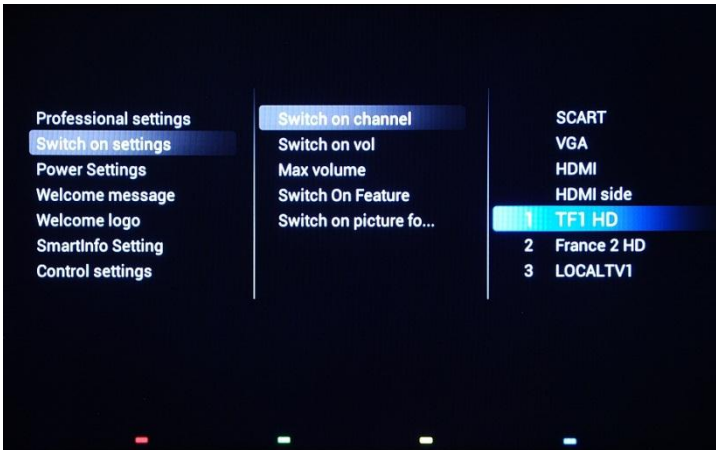 Professional settings
Switch on settings
Power Settings
Welcome message
Welcome logo
SmartInfo Setting
Control settings
Switch on channel
Switch on vol
Max volume
Switch On Feature
Switch on picture fo...
SCART
VGA
HDMI
HDMI side
1 TF1 HD
2 France 2 HD
3 LOCALTV1